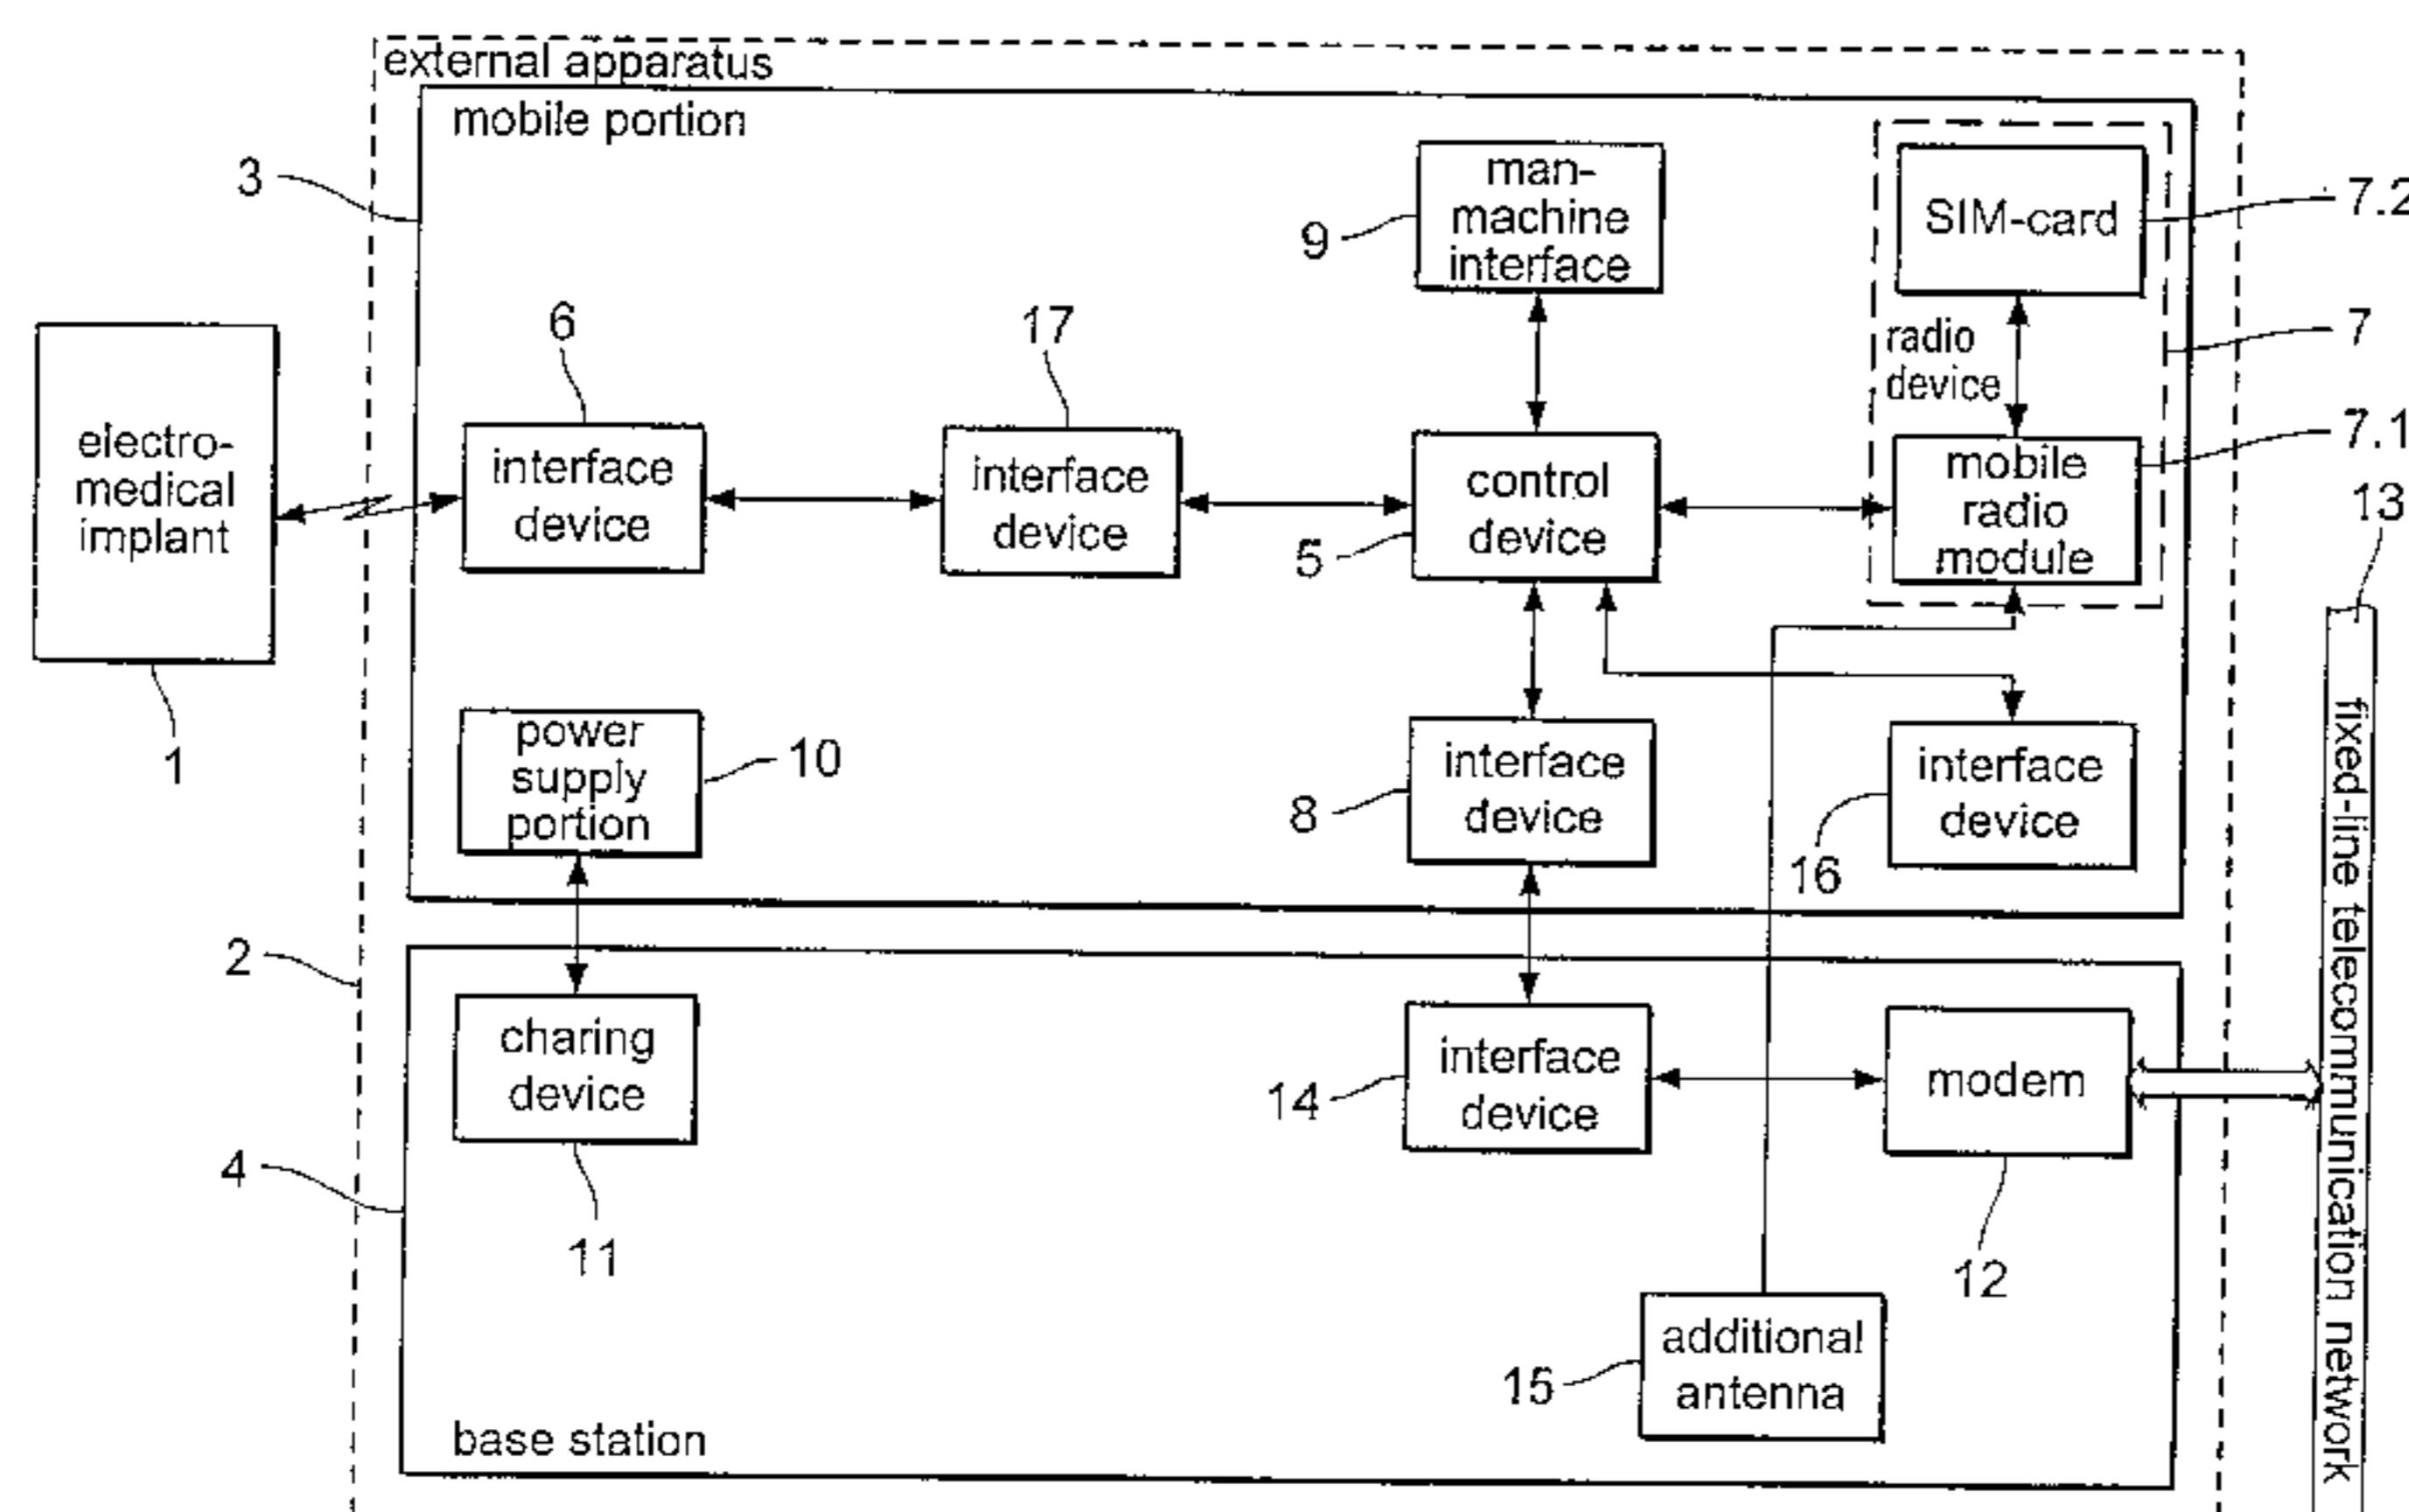 external apparatus
mobile portion
3
man-
machine
interface
9
SIM-card
7.2
radio
device
7
6
17
electro-
medical
implant
interface
device
interface
device
control
device
5
mobile
radio
module
7.1
13
1
power
supply
portion
10
interface
device
8
interface
device
16
fixed-line telecommunication network
2
charing
device
11
interface
device
14
modem
12
4
additional
antenna
15
base station